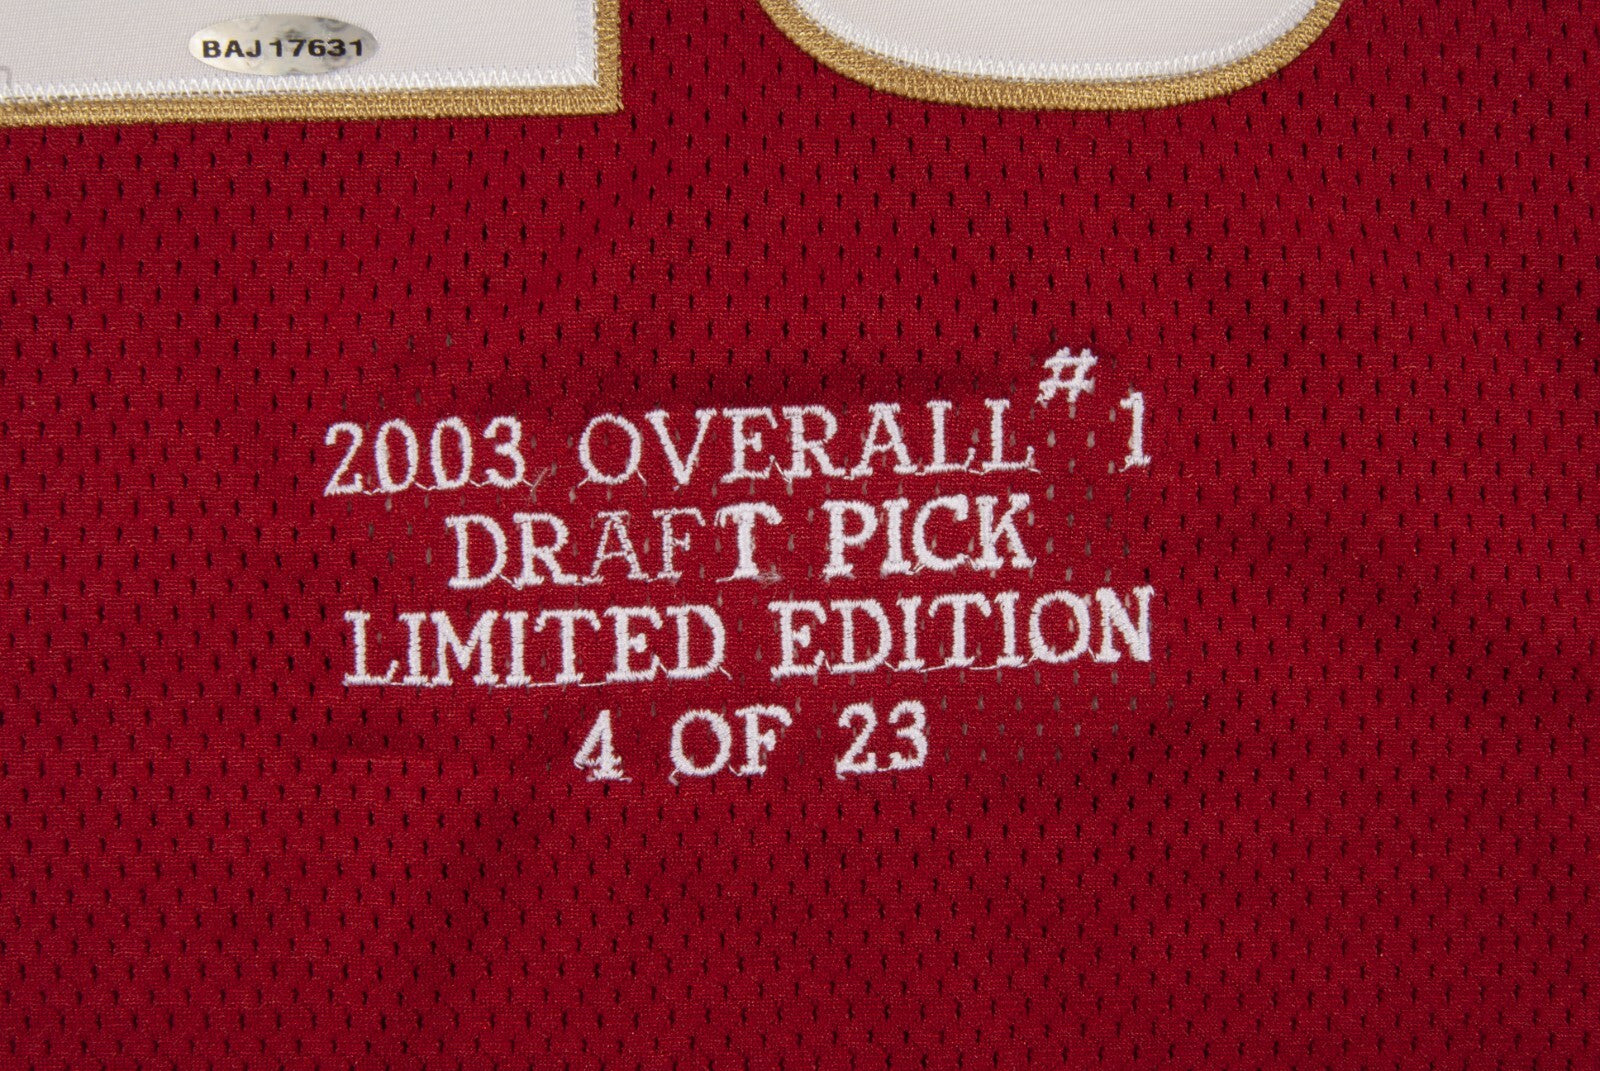 BAJ17631
2003 OVERALL #1
DRAFT PICK
LIMITED EDITION
4 OF 23